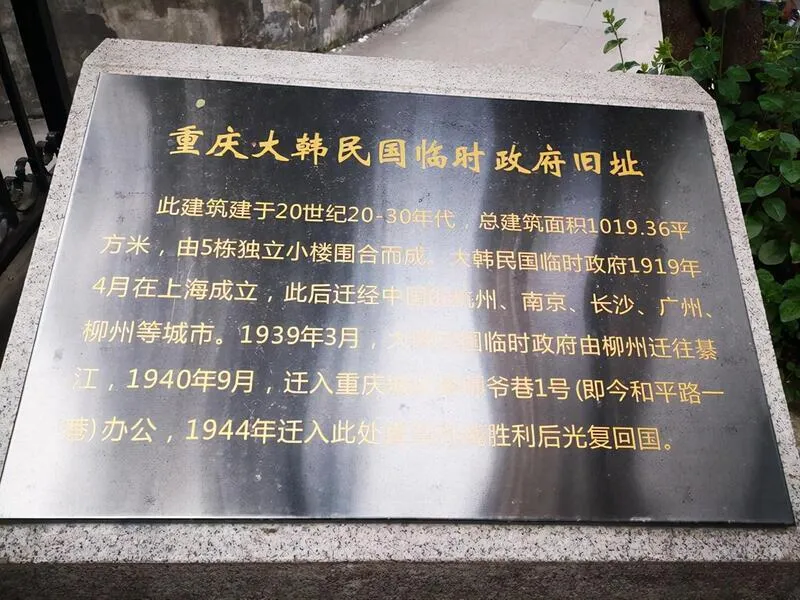 重庆大韩民国临时政府旧址
此建筑建于20世纪20-30年代，总建筑面积1019.36平
方米，由5栋独立小楼围合而成。大韩民国临时政府1919年
4月在上海成立，此后迁经中国的杭州、南京、长沙、广州、
柳州等城市。1939年3月，大韩民国临时政府由柳州迁往綦
江，1940年9月，迁入重庆 师爷巷1号(即今和平路一
巷)办公，1944年迁入此处 胜利后光复回国。